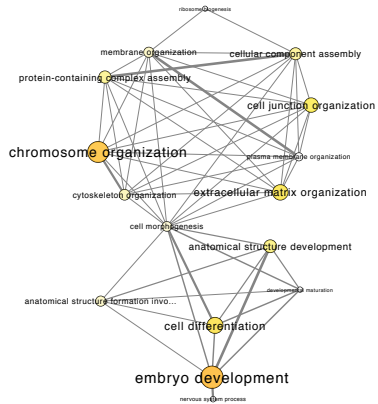 ribosome biogenesis
membrane organization
cellular component assembly
protein-containing complex assembly
cell junction organization
chromosome organization
plasma membrane organization
cytoskeleton organization
extracellular matrix organization
cell morphogenesis
anatomical structure development
developmental maturation
anatomical structure formation invo...
cell differentiation
embryo development
nervous system process